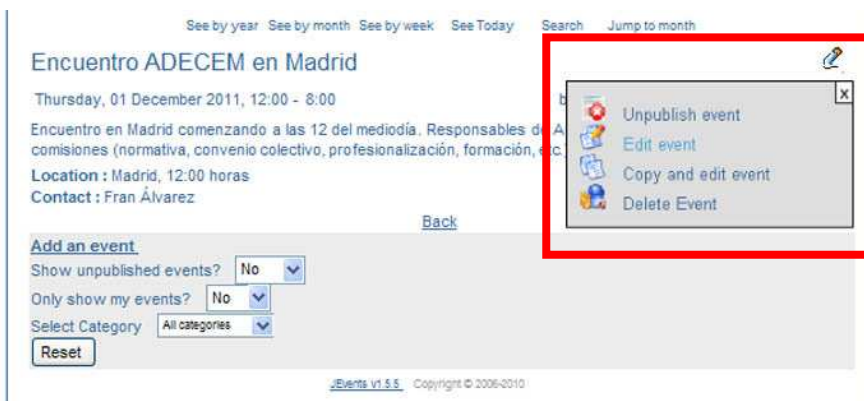 See by year See by month See by week See Today Search Jump to month
Encuentro ADECEM en Madrid
Thursday, 01 December 2011, 12:00 - 8:00
b
x
Unpublish event
Edit event
Copy and edit event
Delete Event
Encuentro en Madrid comenzando a las 12 del mediodía. Responsables de A
comisiones (normativa, convenio colectivo, profesionalización, formación, etc.)
Location : Madrid, 12:00 horas
Contact : Fran Álvarez
Back
Add an event
Show unpublished events? No
Only show my events? No
Select Category All categories
Reset
JEvents v1.5.5 Copyright © 2006-2010